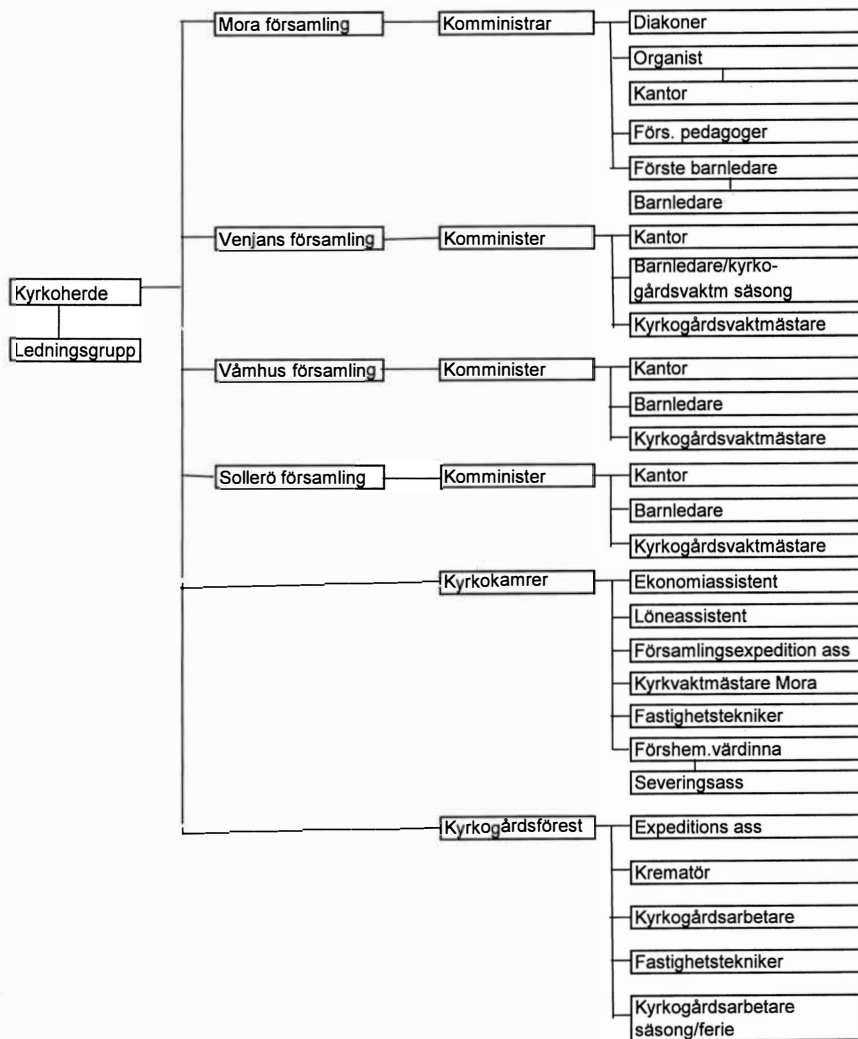 Mora församling
Komministrar
Diakoner
Organist
Kantor
Förs. pedagoger
Förste barnledare
Barnledare
Venjans församling
Komminister
Kantor
Barnledare/kyrko-
gårdsvaktm säsong
Kyrkogårdsvaktmästare
Kyrkoherde
Ledningsgrupp
Våmhus församling
Komminister
Kantor
Barnledare
Kyrkogårdsvaktmästare
Sollerö församling
Komminister
Kantor
Barnledare
Kyrkogårdsvaktmästare
Kyrkokamrer
Ekonomiassistent
Löneassistent
Församlingsexpedition ass
Kyrkvaktmästare Mora
Fastighetstekniker
Förshem.värdinna
Severingsass
Kyrkogårdsförest
Expeditions ass
Krematör
Kyrkogårdsarbetare
Fastighetstekniker
Kyrkogårdsarbetare
säsong/ferie